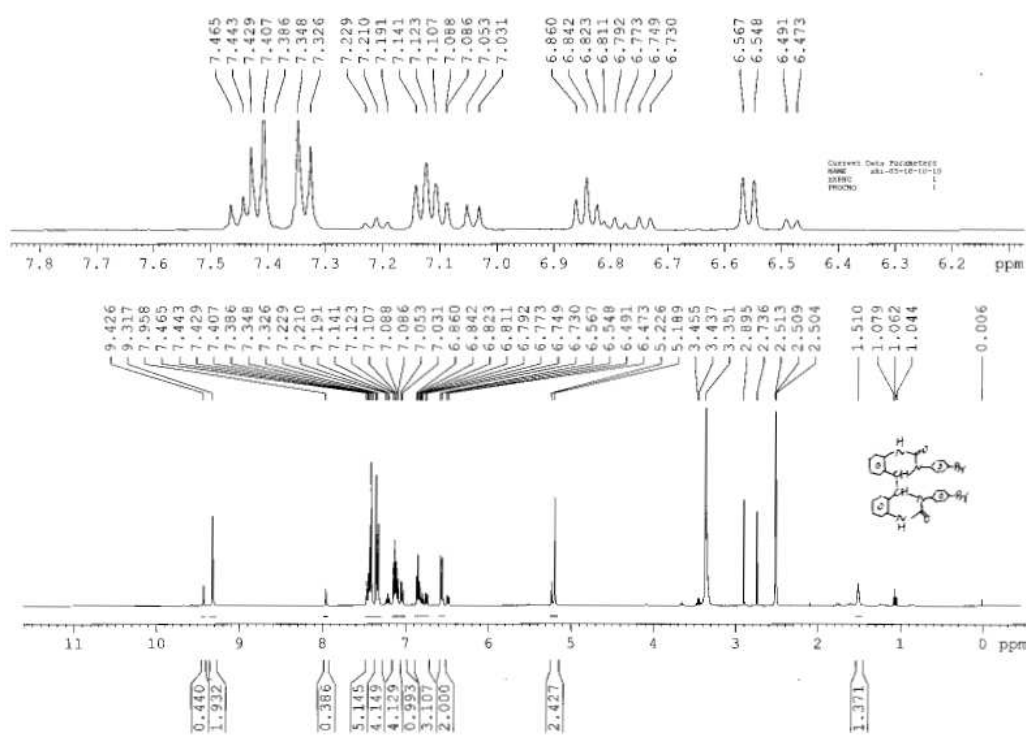 7.465 7.443 7.429 7.407 7.386 7.348 7.326 7.229 7.210 7.191 7.141 7.123 7.107 7.088 7.086 7.053 7.031 6.860 6.842 6.823 6.811 6.792 6.773 6.749 6.730 6.567 6.548 6.491 6.473
Current Data Parameters
NAME
EXPNO 1
PROCNO 1
7.8 7.7 7.6 7.5 7.4 7.3 7.2 7.1 7.0 6.9 6.8 6.7 6.6 6.5 6.4 6.3 6.2 ppm
9.426 9.317 7.958 7.465 7.443 7.429 7.407 7.386 7.348 7.326 7.229 7.210 7.191 7.141 7.123 7.107 7.088 7.086 7.053 7.031 6.860 6.842 6.823 6.811 6.792 6.773 6.749 6.730 6.567 6.548 6.491 6.473 5.226 5.189 3.455 3.437 3.351 2.895 2.736 2.513 2.509 2.504 1.510 1.079 1.062 1.044 0.006
H
N
O
N
Br
CH
CH
N
Br
N
O
H
11 10 9 8 7 6 5 4 3 2 1 0 ppm
0.440 1.932 0.386 5.145 4.149 4.129 0.993 3.107 2.000 2.427 1.371